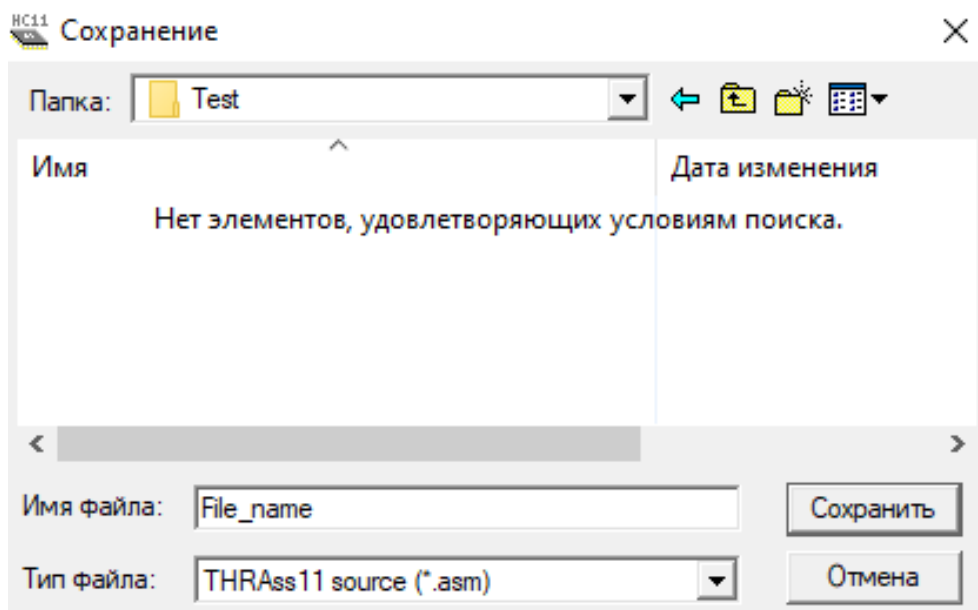 HC11
Сохранение
Папка: Test
Имя Дата изменения
Нет элементов, удовлетворяющих условиям поиска.
Имя файла: File_name Сохранить
Тип файла: THRAss11 source (*.asm) Отмена